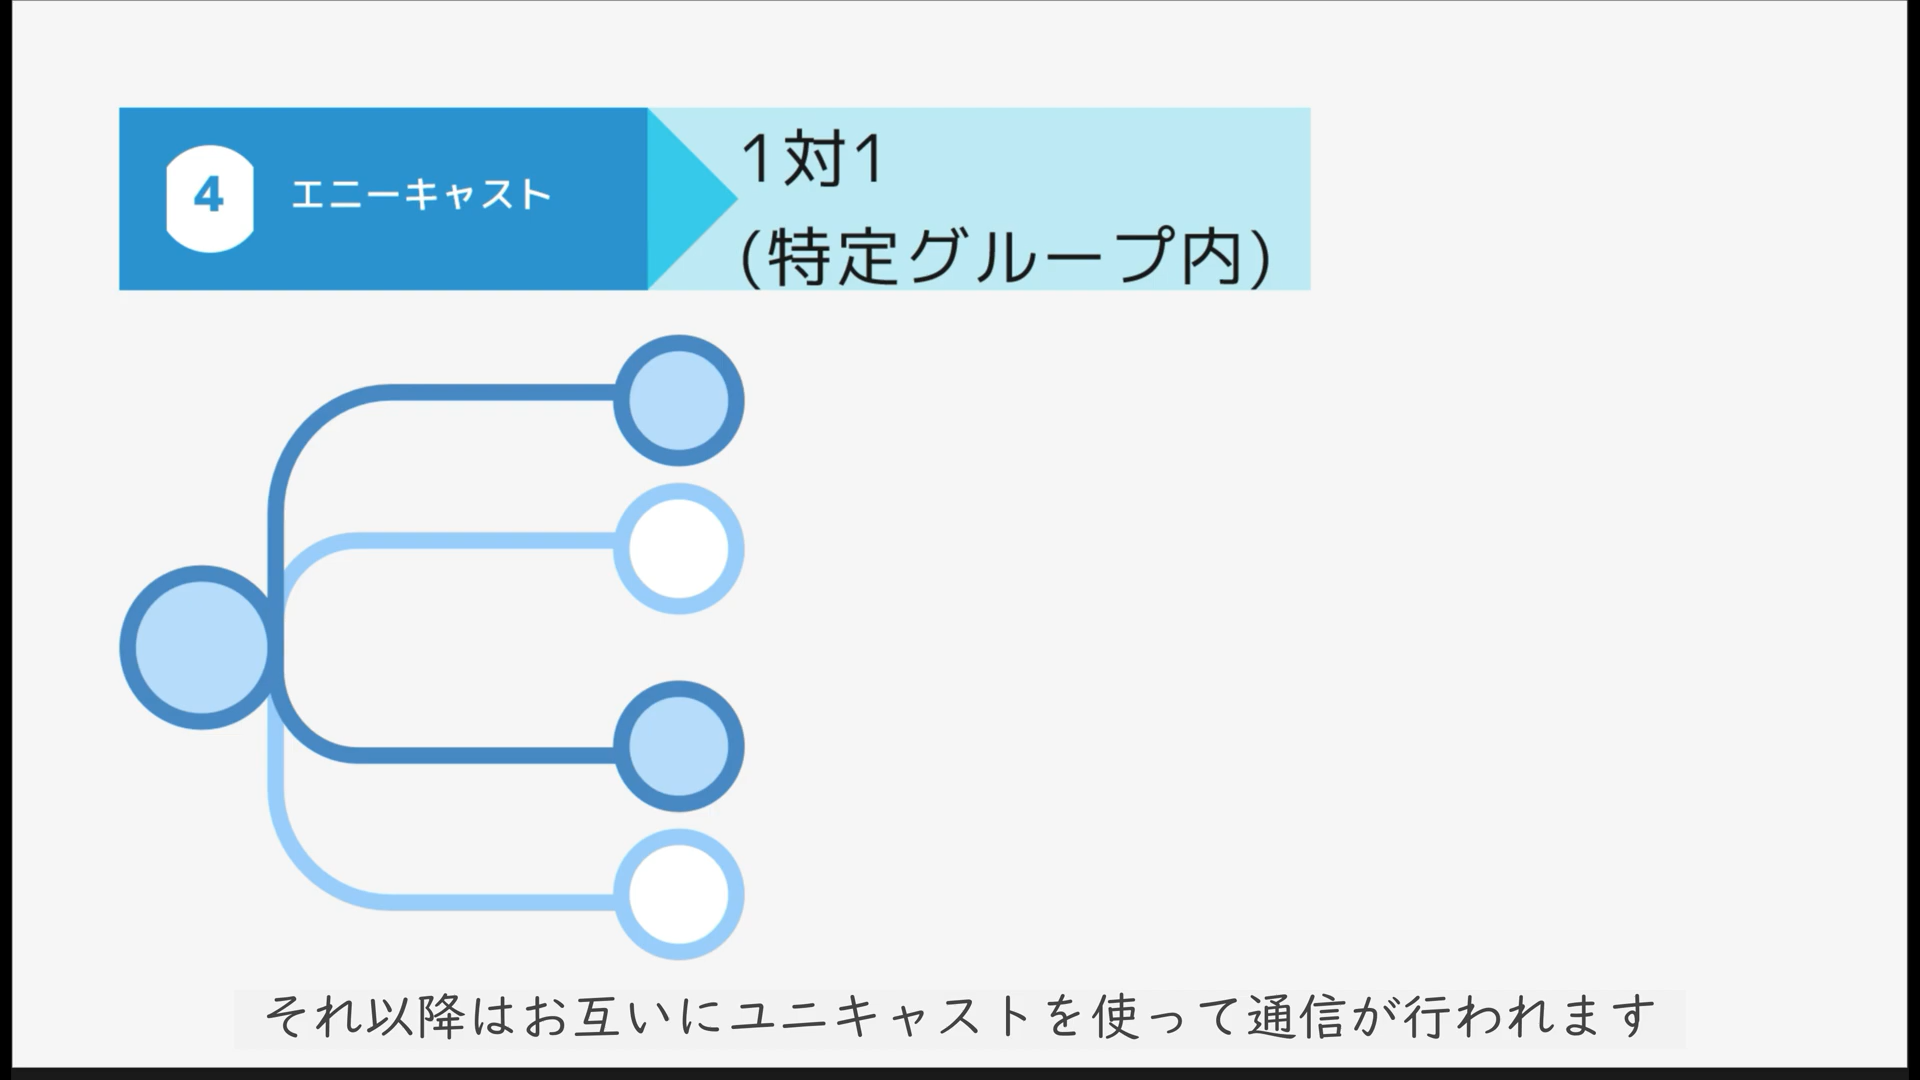 4 エニーキャスト
1対1
(特定グループ内)
それ以降はお互いにユニキャストを使って通信が行われます